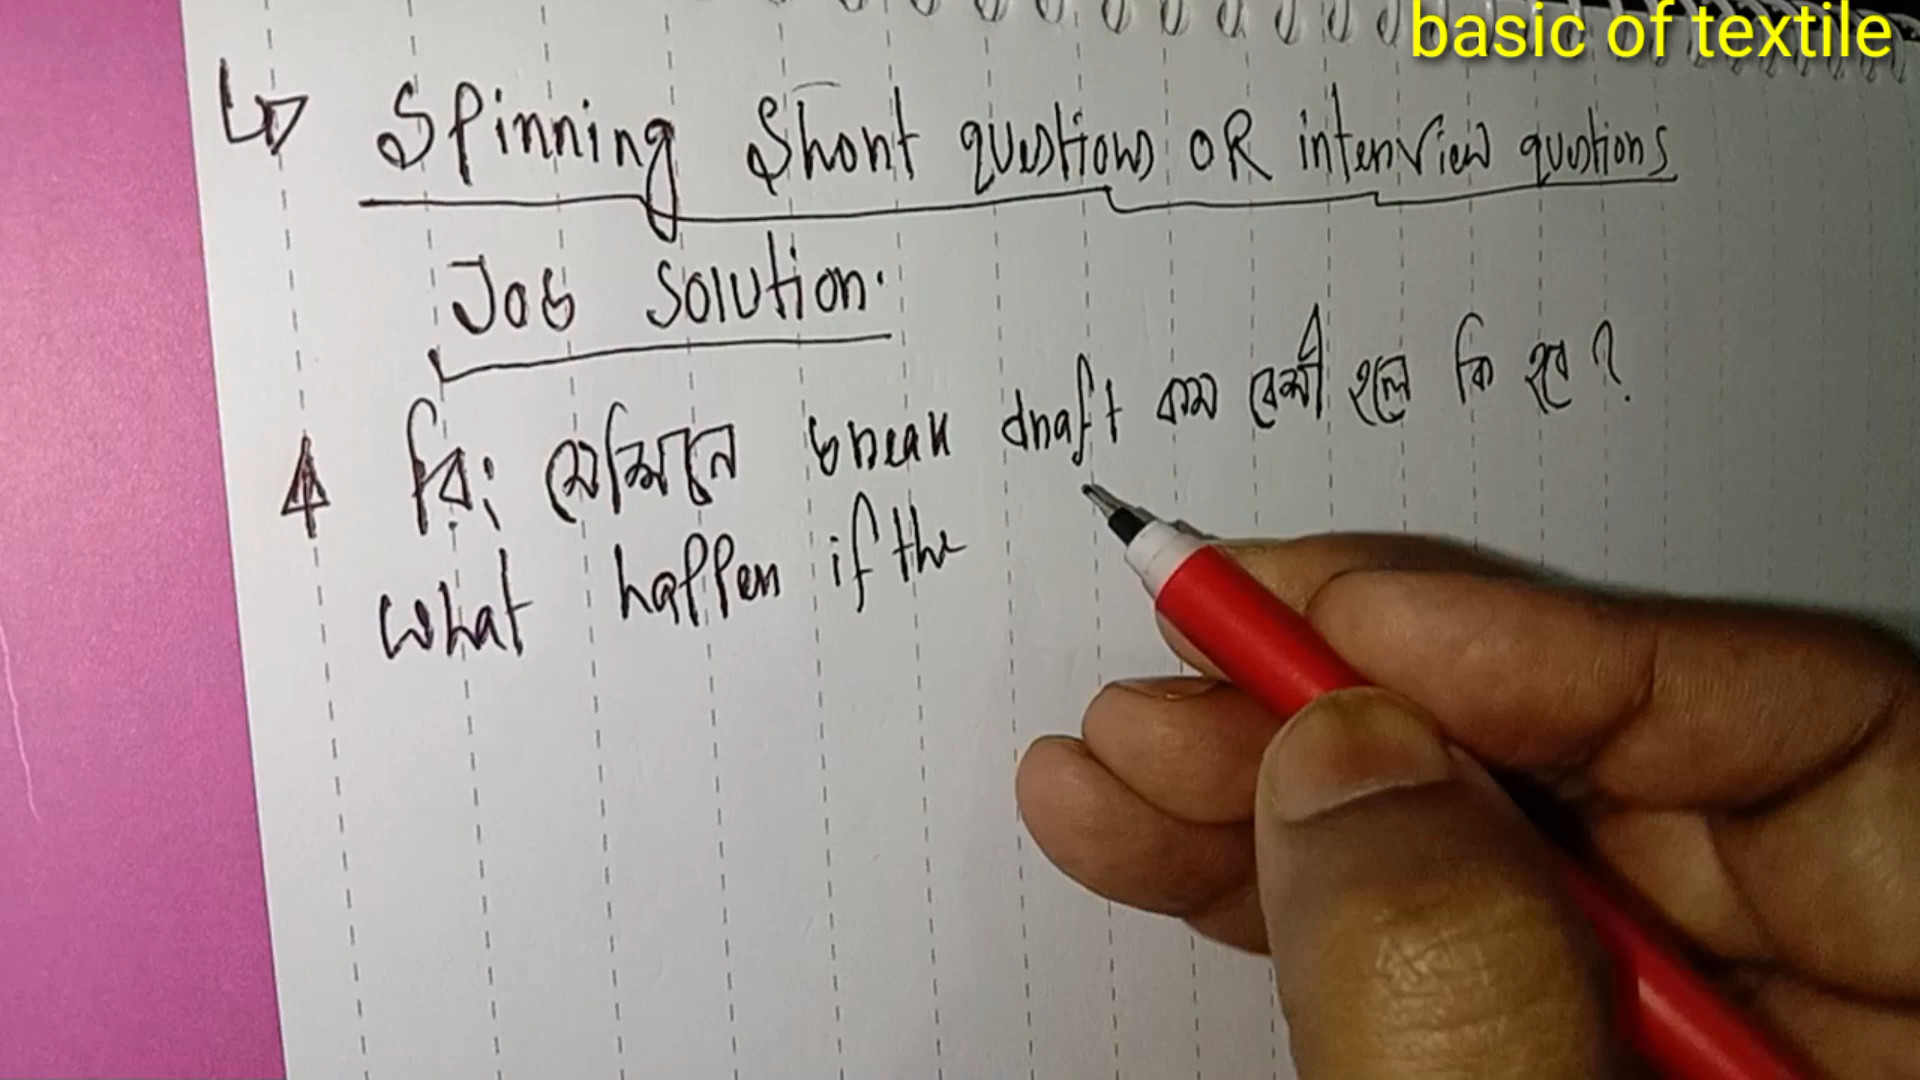 basic of textile
Spinning Short questions OR interview questions
Job solution.
রিং মেশিনে break draft কম বেশী হলে কি হবে ?
what happen if the